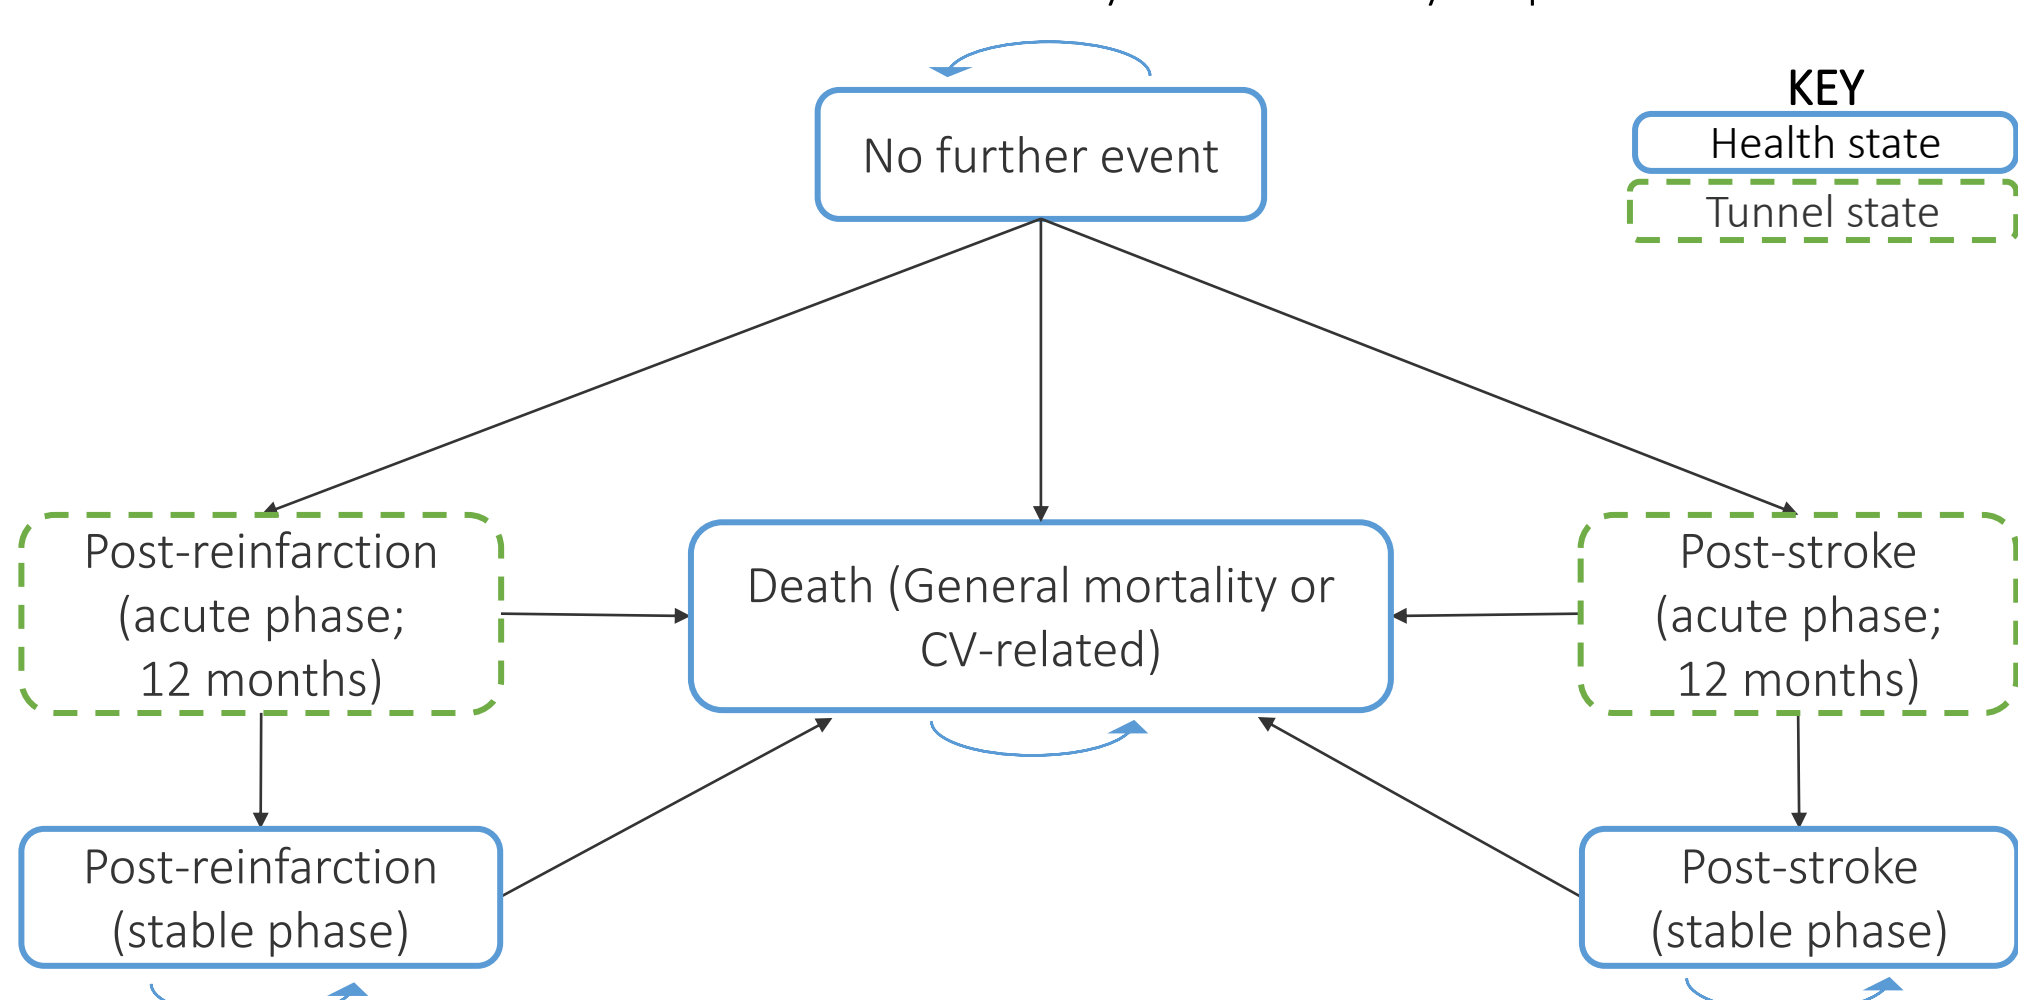 KEY
Health state
Tunnel state
No further event
Post-reinfarction
(acute phase;
12 months)
Death (General mortality or
CV-related)
Post-stroke
(acute phase;
12 months)
Post-reinfarction
(stable phase)
Post-stroke
(stable phase)